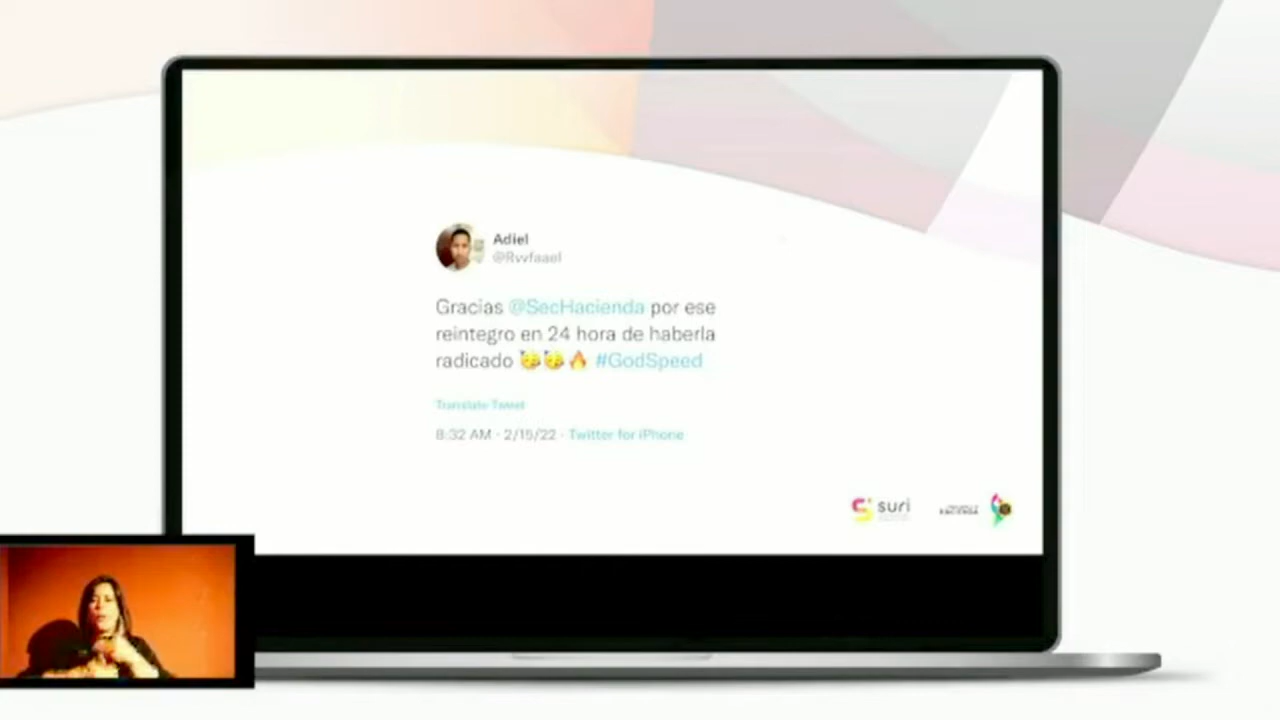 Adiel
@Rvvfaael
Gracias @SecHacienda por ese
reintegro en 24 hora de haberla
radicado 🥳🥳🔥 #GodSpeed
Translate Tweet
8:32 AM · 2/15/22 · Twitter for iPhone
suri
HACIENDA